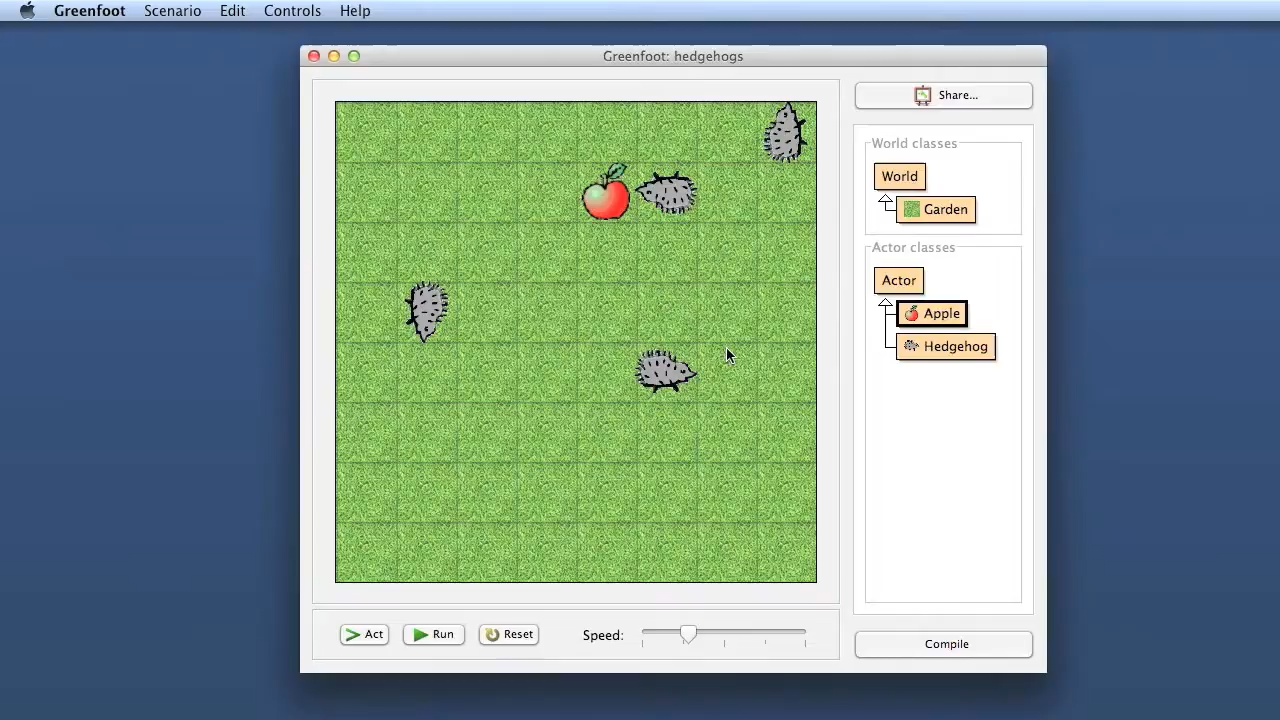 Greenfoot Scenario Edit Controls Help
Greenfoot: hedgehogs
Share...
World classes
World
Garden
Actor classes
Actor
Apple
Hedgehog
Act Run Reset Speed:
Compile